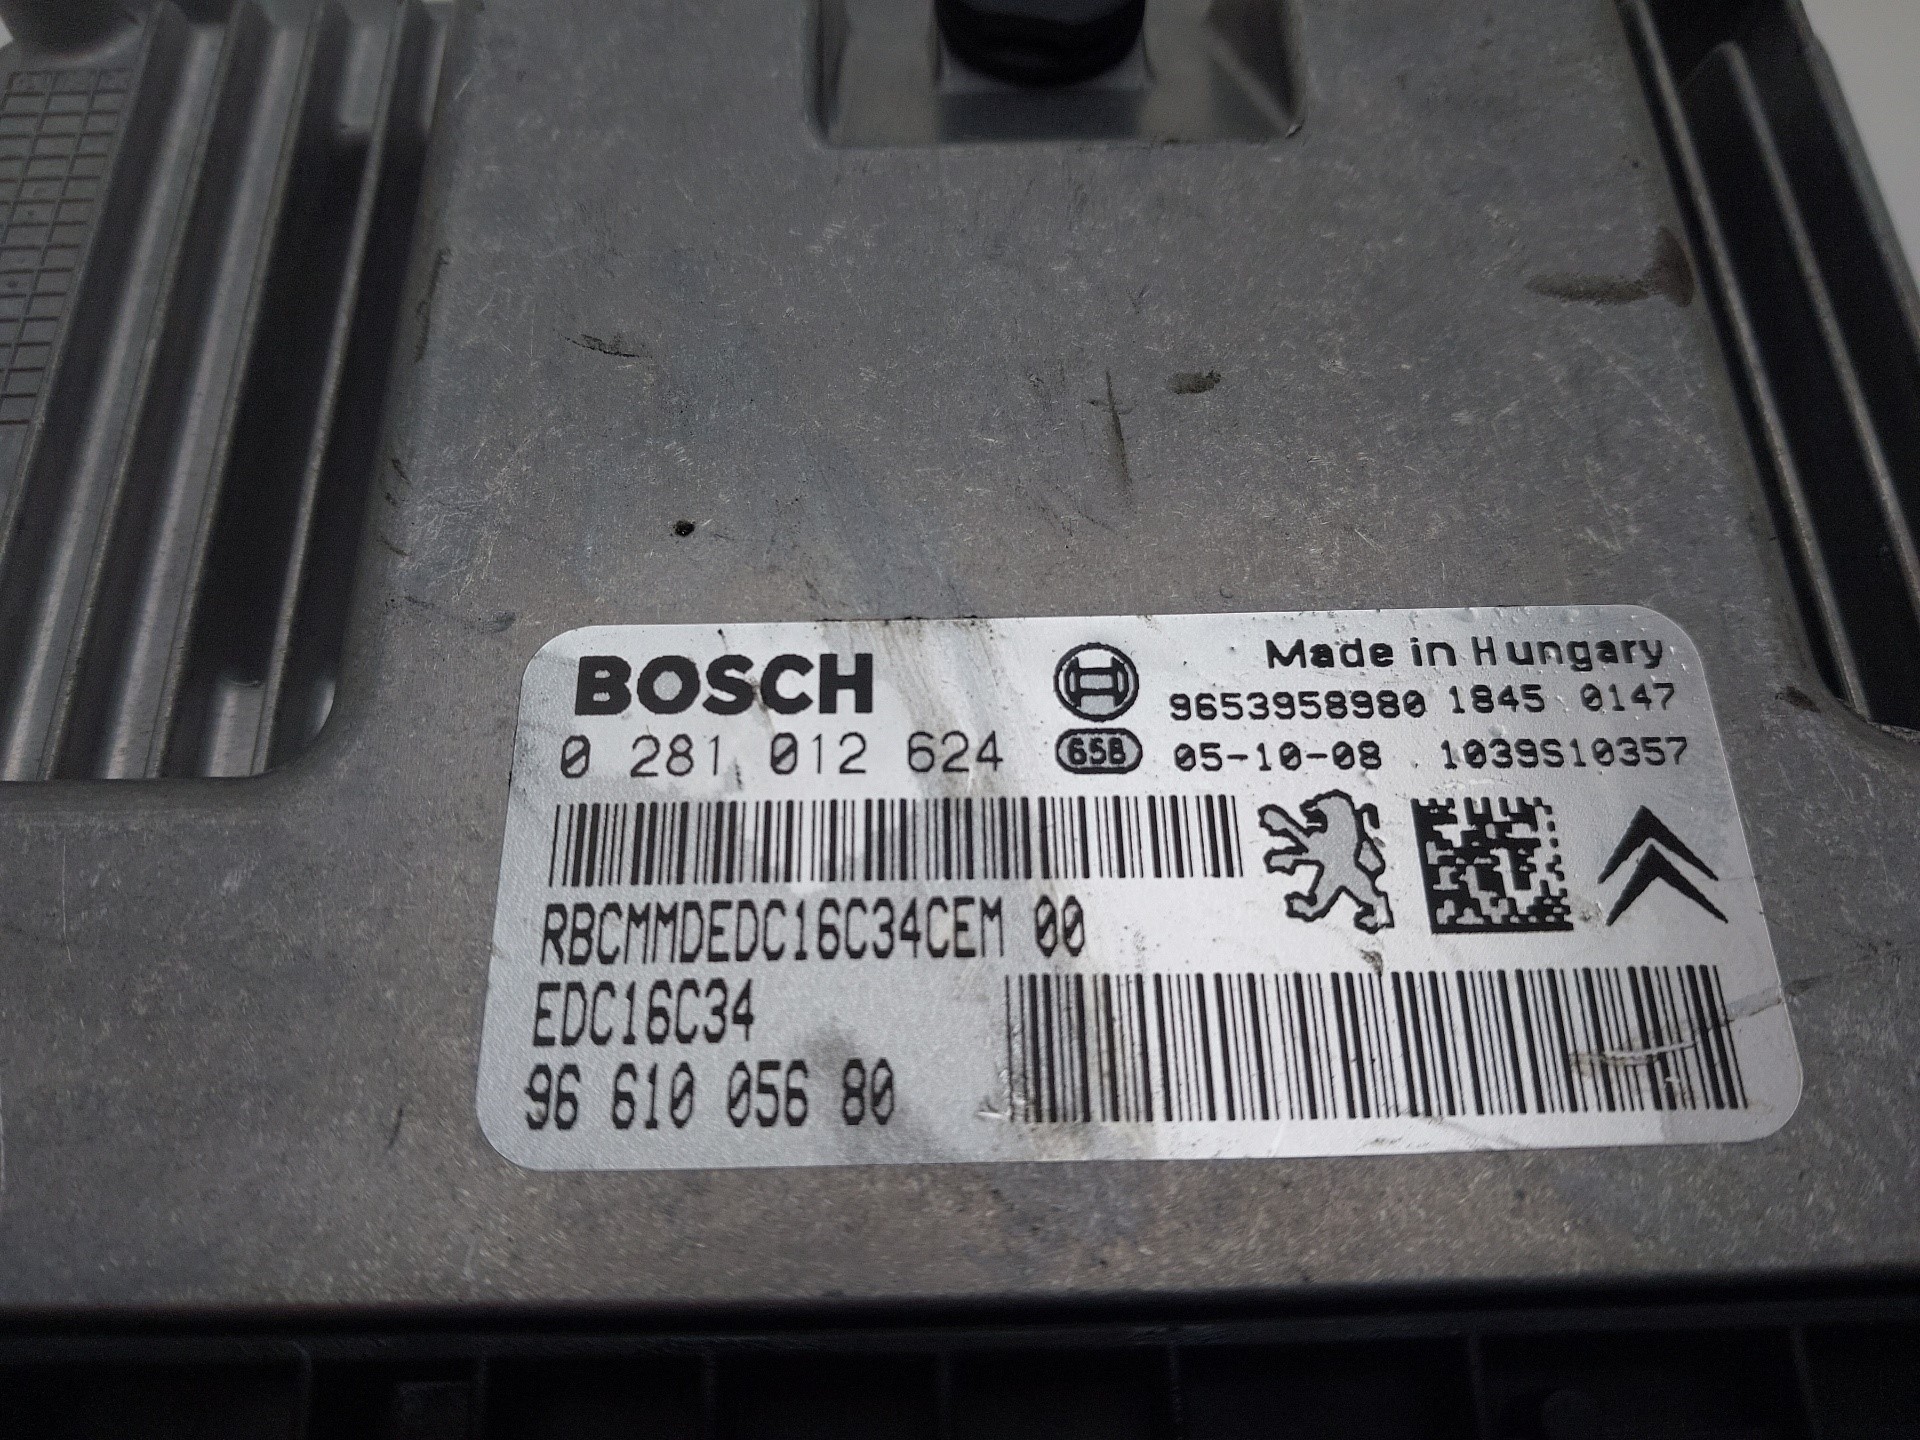 BOSCH
Made in Hungary
9653958980 1845 0147
0 281 012 624
658 05-10-08 1039S10357
RBCMMDEDC16C34CEM 00
EDC16C34
96 610 056 80